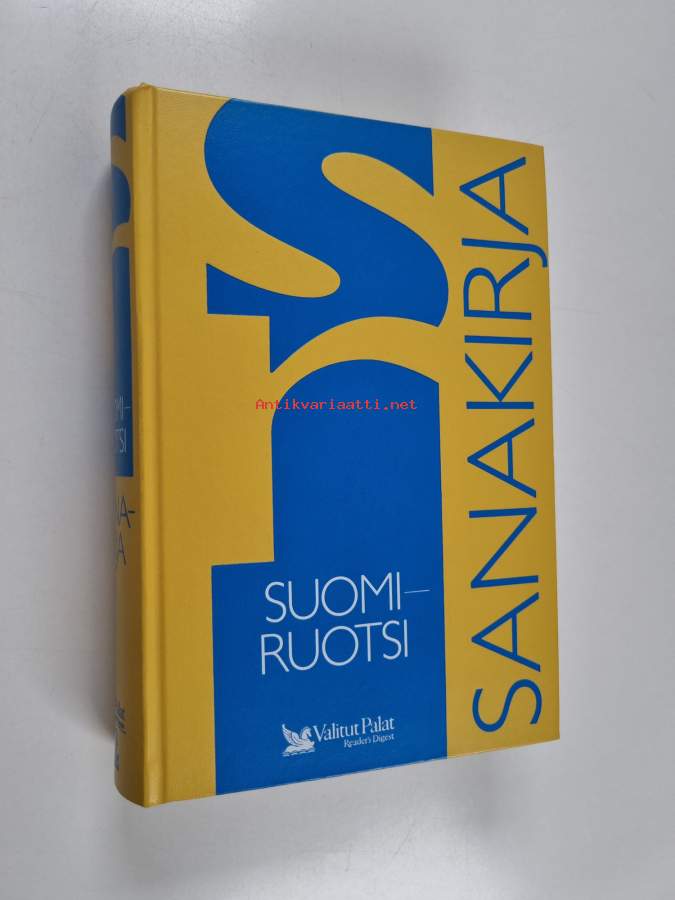 SANAKIRJA
SUOMI–
RUOTSI
Valitut Palat
Reader's Digest
Antikvariaatti.net